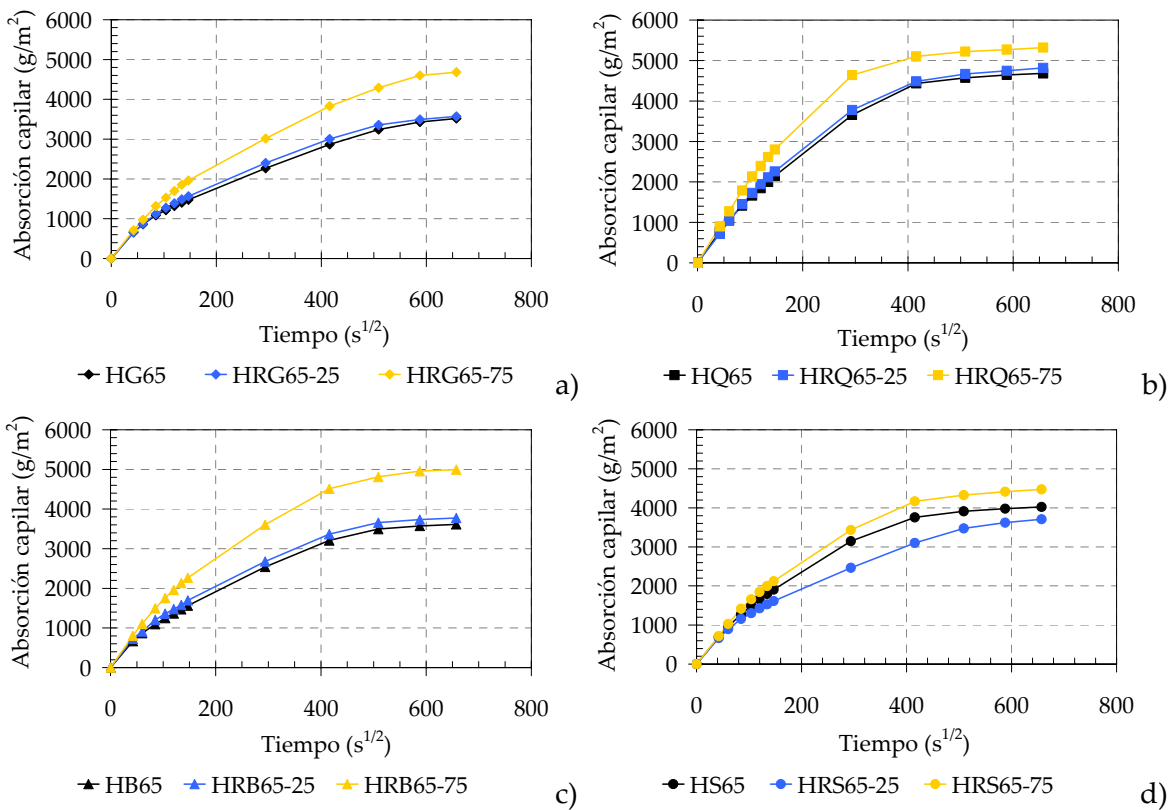 Absorción capilar (g/m²)
6000
5000
4000
3000
2000
1000
0
0 200 400 600 800
Tiempo (s^1/2)
HG65 HRG65-25 HRG65-75
a)
Absorción capilar (g/m²)
6000
5000
4000
3000
2000
1000
0
0 200 400 600 800
Tiempo (s^1/2)
HQ65 HRQ65-25 HRQ65-75
b)
Absorción capilar (g/m²)
6000
5000
4000
3000
2000
1000
0
0 200 400 600 800
Tiempo (s^1/2)
HB65 HRB65-25 HRB65-75
c)
Absorción capilar (g/m²)
6000
5000
4000
3000
2000
1000
0
0 200 400 600 800
Tiempo (s^1/2)
HS65 HRS65-25 HRS65-75
d)